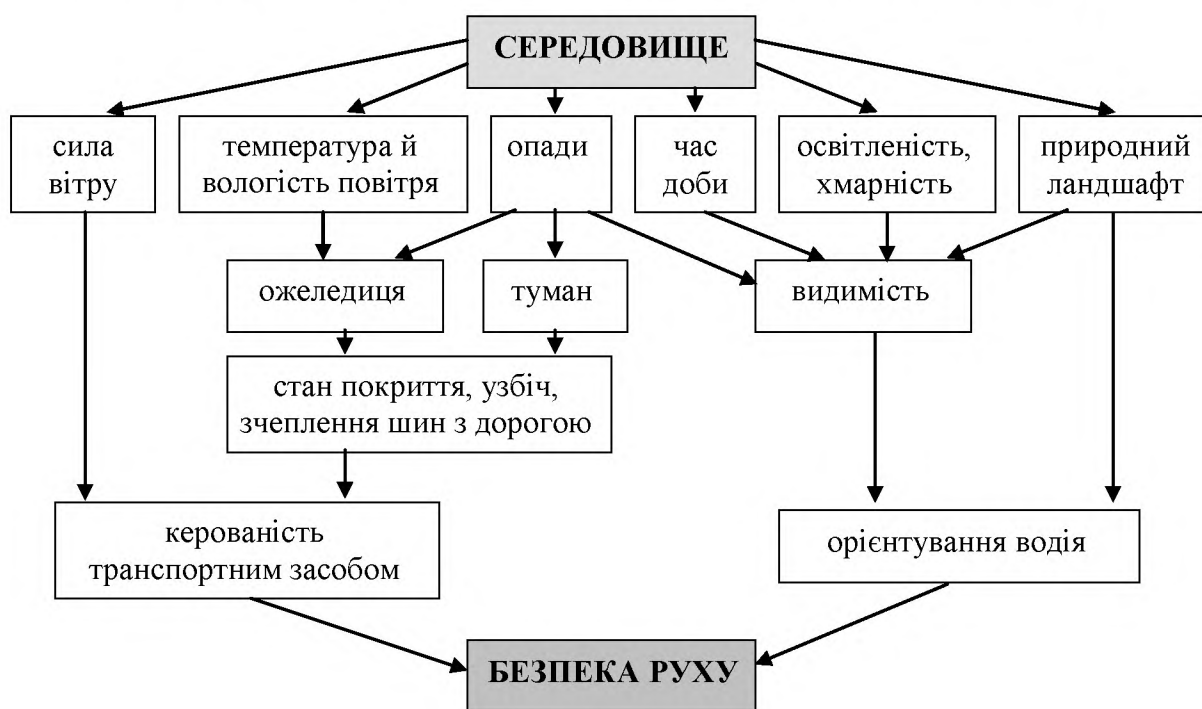 СЕРЕДОВИЩЕ
сила
вітру
температура й
вологість повітря
опади
час
доби
освітленість,
хмарність
природний
ландшафт
ожеледиця
туман
видимість
стан покриття, узбіч,
зчеплення шин з дорогою
керованість
транспортним засобом
орієнтування водія
БЕЗПЕКА РУХУ